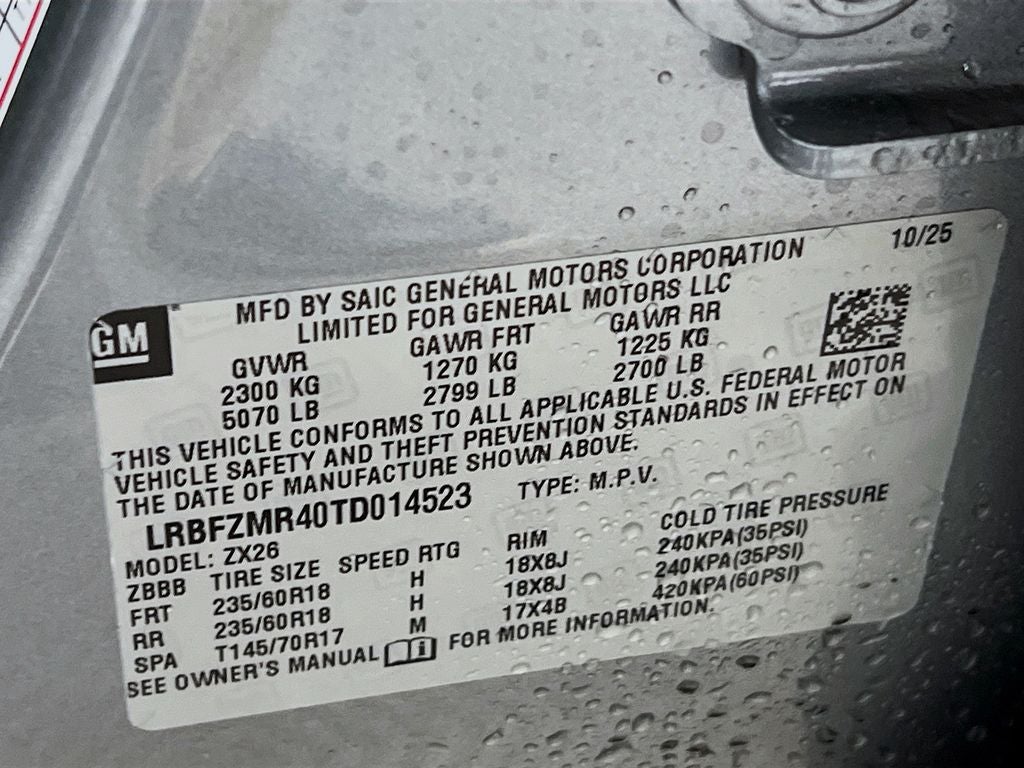 10/25
GM
MFD BY SAIC GENERAL MOTORS CORPORATION
LIMITED FOR GENERAL MOTORS LLC
GVWR GAWR FRT GAWR RR
2300 KG 1270 KG 1225 KG
5070 LB 2799 LB 2700 LB
THIS VEHICLE CONFORMS TO ALL APPLICABLE U.S. FEDERAL MOTOR
VEHICLE SAFETY AND THEFT PREVENTION STANDARDS IN EFFECT ON
THE DATE OF MANUFACTURE SHOWN ABOVE.
LRBFZMR40TD014523 TYPE: M.P.V.
MODEL: ZX26
ZBBB TIRE SIZE SPEED RTG RIM COLD TIRE PRESSURE
FRT 235/60R18 H 18X8J 240KPA(35PSI)
RR 235/60R18 H 18X8J 240KPA(35PSI)
SPA T145/70R17 M 17X4B 420KPA(60PSI)
SEE OWNER'S MANUAL i FOR MORE INFORMATION.